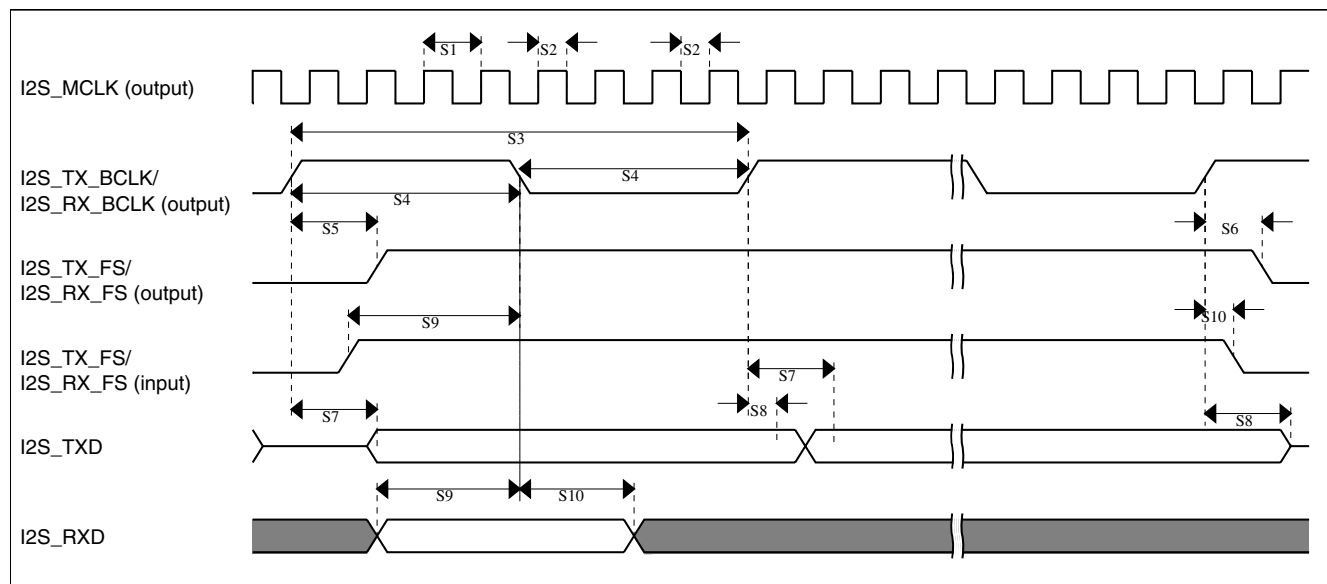 S1
S2
S2
I2S_MCLK (output)
S3
I2S_TX_BCLK/
I2S_RX_BCLK (output)
S4
S4
S5
S6
I2S_TX_FS/
I2S_RX_FS (output)
S9
S10
I2S_TX_FS/
I2S_RX_FS (input)
S7
S7
S8
S8
I2S_TXD
S9
S10
I2S_RXD